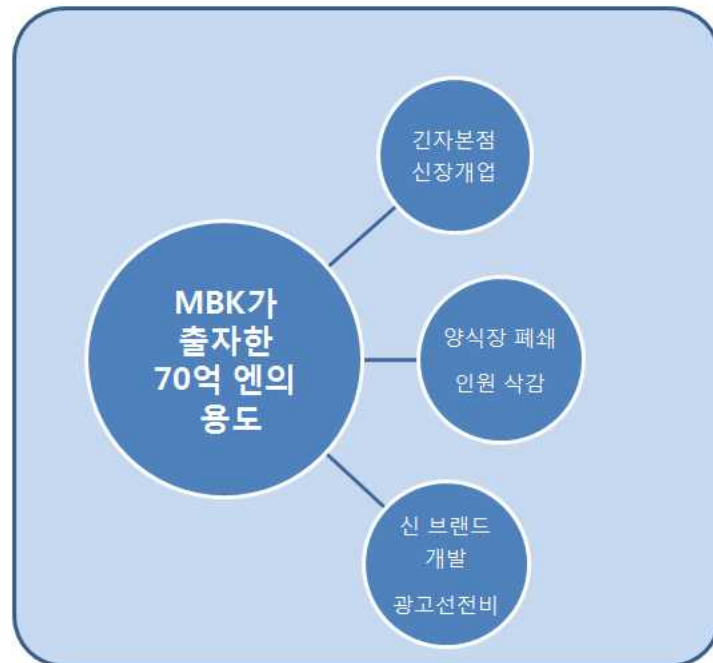 긴자본점
신장개업
MBK가
출자한
70억 엔의
용도
양식장 폐쇄
인원 삭감
신 브랜드
개발
광고선전비